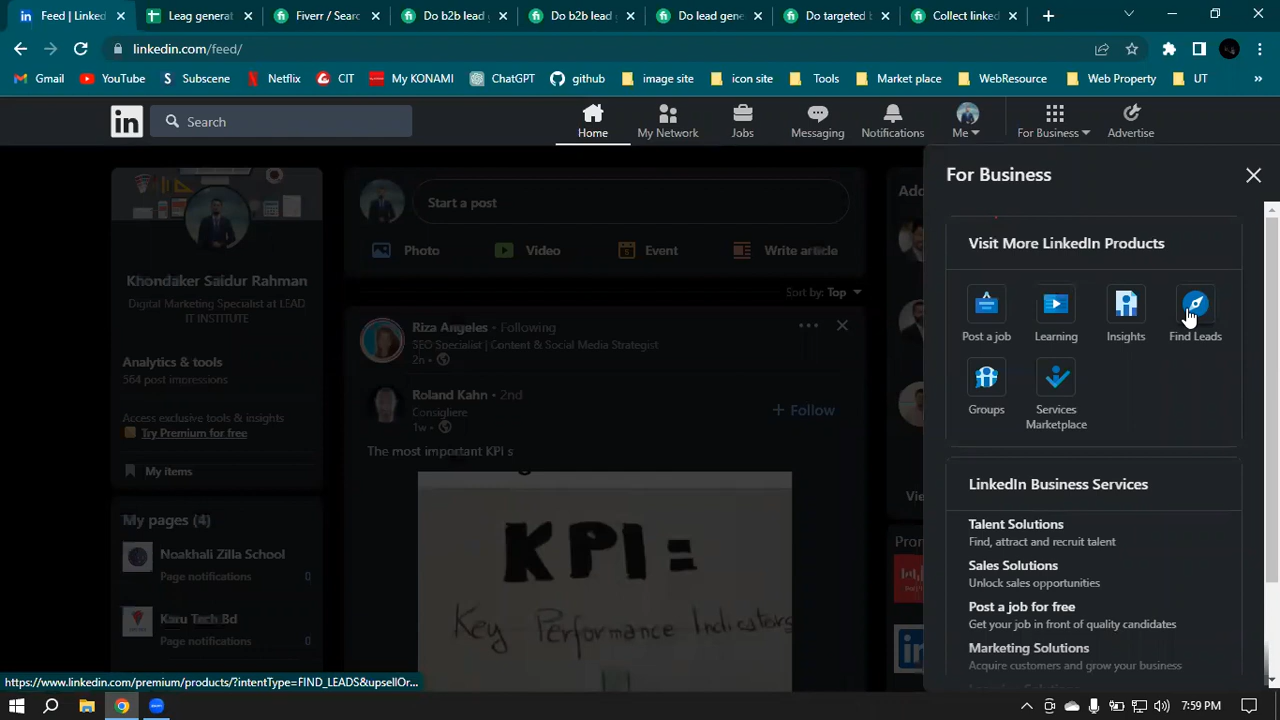 Feed | Linked
Leag generat
Fiverr / Sear
Do b2b lead
Do b2b lead
Do lead gene
Do targeted b
Collect linked
linkedin.com/feed/
Gmail
YouTube
Subscene
Netflix
CIT
My KONAMI
ChatGPT
github
image site
icon site
Tools
Market place
WebResource
Web Property
UT
in
Search
Home
My Network
Jobs
Messaging
Notifications
Me
For Business
Advertise
Khondaker Saidur Rahman
Digital Marketing Specialist at LEAD
IT INSTITUTE
Analytics & tools
564 post impressions
Access exclusive tools & insights
Try Premium for free
My items
My pages (4)
Noakhali Zilla School
Page notifications 0
Karu Tech Bd
Page notifications 0
Start a post
Photo
Video
Event
Write article
Sort by: Top
Riza Angeles • Following
SEO Specialist | Content & Social Media Strategist
Roland Kahn • 2nd
Consigliere
1w •
+ Follow
The most important KPI s
KPI =
Key Performance Indicators
Add
Vie
Pron
in
For Business
Visit More LinkedIn Products
Post a job
Learning
Insights
Find Leads
Groups
Services
Marketplace
LinkedIn Business Services
Talent Solutions
Find, attract and recruit talent
Sales Solutions
Unlock sales opportunities
Post a job for free
Get your job in front of quality candidates
Marketing Solutions
Acquire customers and grow your business
https://www.linkedin.com/premium/products/?intentType=FIND_LEADS&upsellOr...
7:59 PM